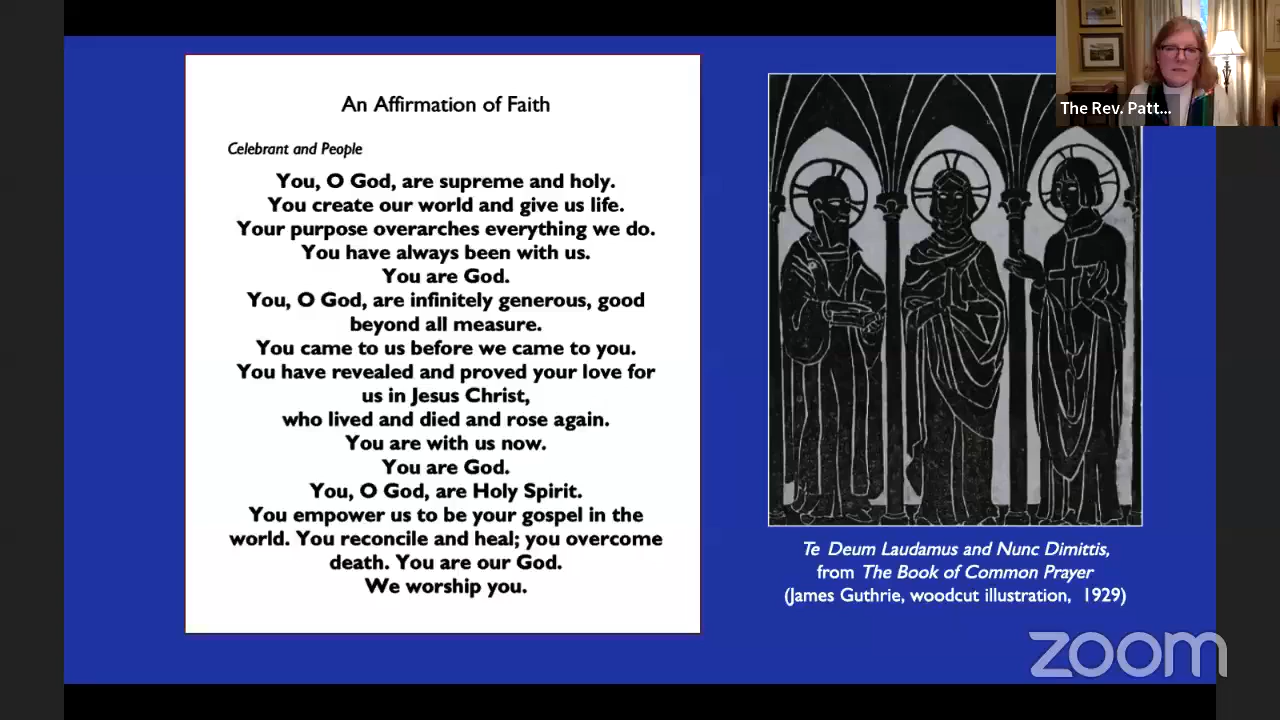 An Affirmation of Faith
Celebrant and People
You, O God, are supreme and holy.
You create our world and give us life.
Your purpose overarches everything we do.
You have always been with us.
You are God.
You, O God, are infinitely generous, good
beyond all measure.
You came to us before we came to you.
You have revealed and proved your love for
us in Jesus Christ,
who lived and died and rose again.
You are with us now.
You are God.
You, O God, are Holy Spirit.
You empower us to be your gospel in the
world. You reconcile and heal; you overcome
death. You are our God.
We worship you.
The Rev. Patt...
Te Deum Laudamus and Nunc Dimittis,
from The Book of Common Prayer
(James Guthrie, woodcut illustration, 1929)
zoom